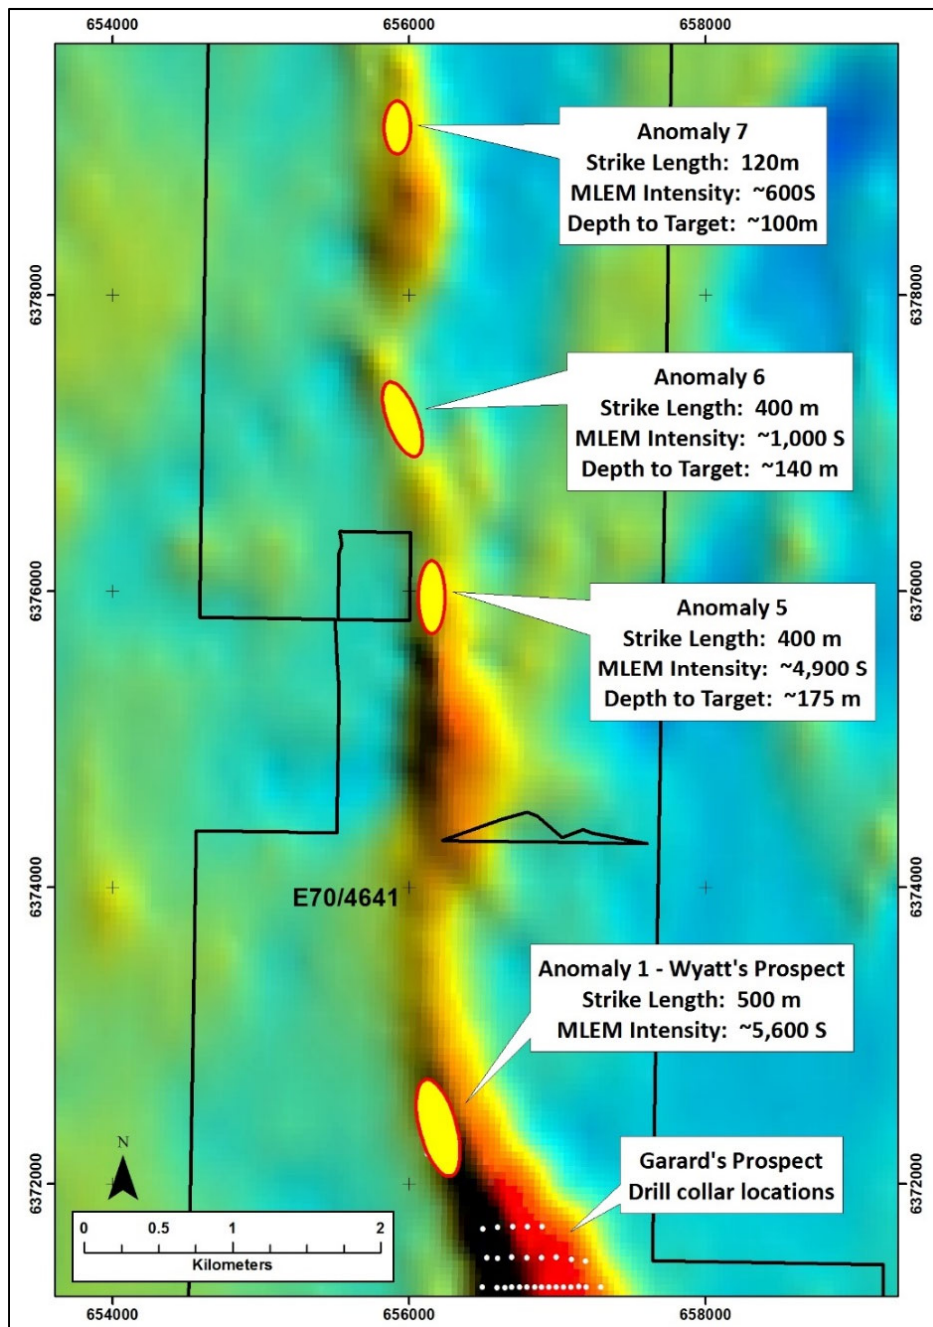 654000
656000
658000
Anomaly 7
Strike Length: 120m
MLEM Intensity: ~600S
Depth to Target: ~100m
6378000
6378000
Anomaly 6
Strike Length: 400 m
MLEM Intensity: ~1,000 S
Depth to Target: ~140 m
6376000
6376000
Anomaly 5
Strike Length: 400 m
MLEM Intensity: ~4,900 S
Depth to Target: ~175 m
6374000
6374000
E70/4641
Anomaly 1 - Wyatt's Prospect
Strike Length: 500 m
MLEM Intensity: ~5,600 S
Garard's Prospect
Drill collar locations
N
6372000
6372000
0 0.5 1 2
Kilometers
654000
656000
658000